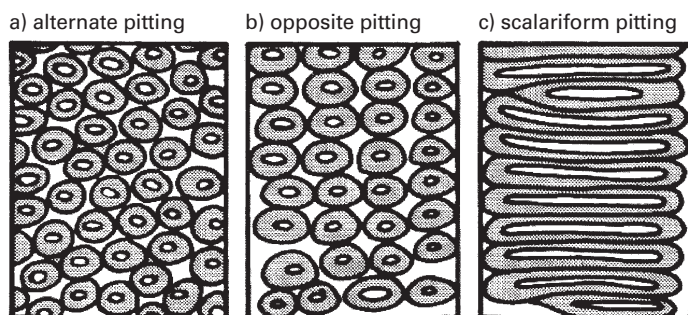 a) alternate pitting
b) opposite pitting
c) scalariform pitting